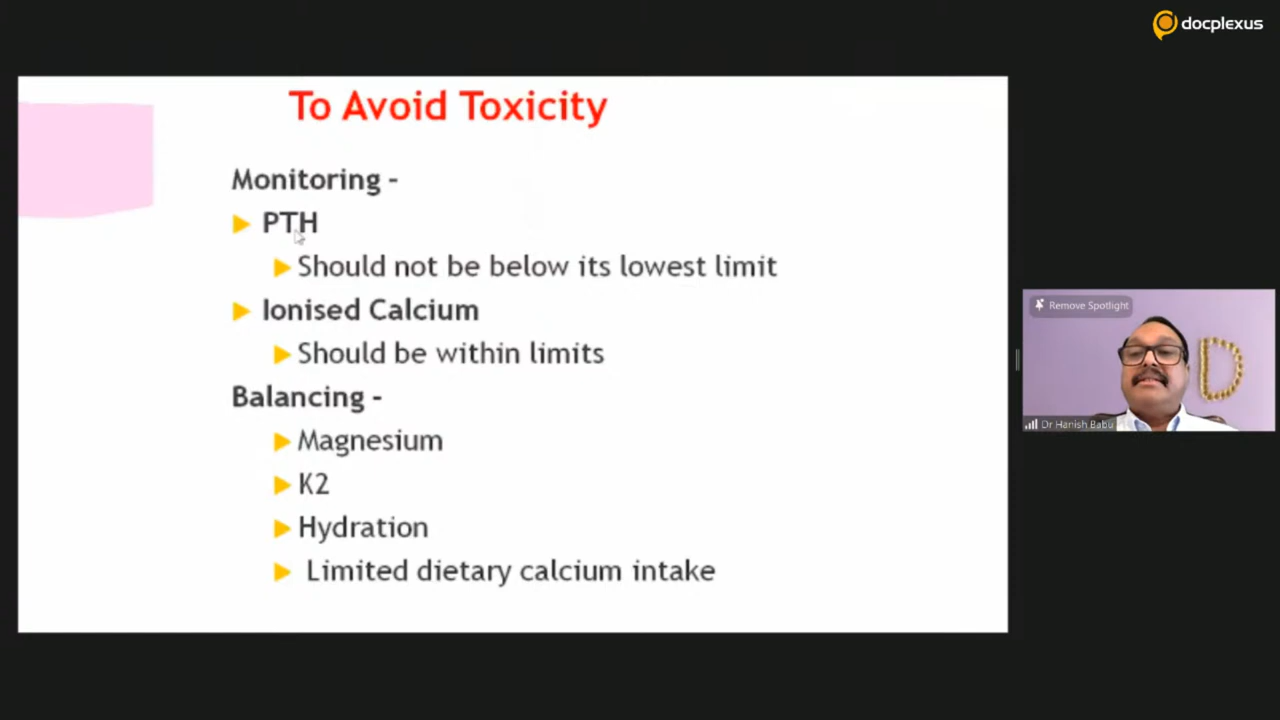 docplexus
To Avoid Toxicity
Monitoring -
PTH
Should not be below its lowest limit
Ionised Calcium
Should be within limits
Balancing -
Magnesium
K2
Hydration
Limited dietary calcium intake
Remove Spotlight
D
Dr Hanish Babu